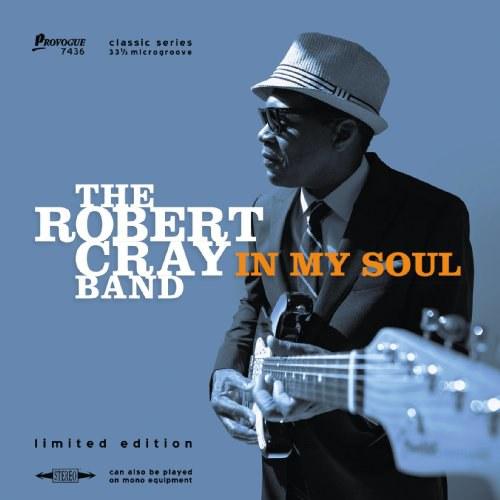 PROVOGUE
7436
classic series
33⅓ microgroove
THE
ROBERT
CRAY
BAND
IN MY SOUL
limited edition
STEREO
can also be played
on mono equipment